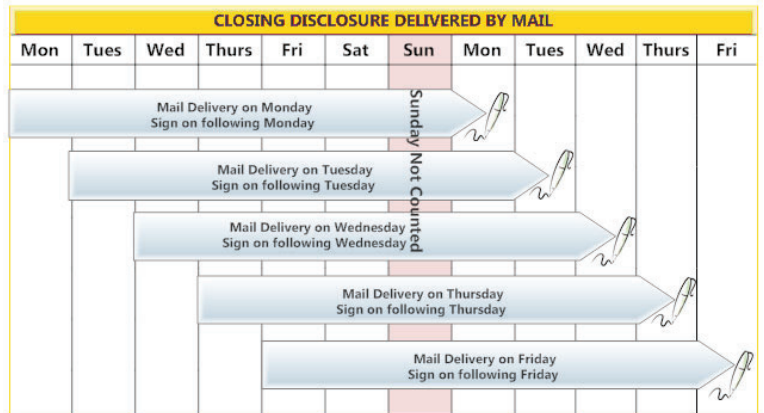 CLOSING DISCLOSURE DELIVERED BY MAIL
Mon Tues Wed Thurs Fri Sat Sun Mon Tues Wed Thurs Fri
Mail Delivery on Monday
Sign on following Monday
Sunday Not Counted
Mail Delivery on Tuesday
Sign on following Tuesday
Mail Delivery on Wednesday
Sign on following Wednesday
Mail Delivery on Thursday
Sign on following Thursday
Mail Delivery on Friday
Sign on following Friday